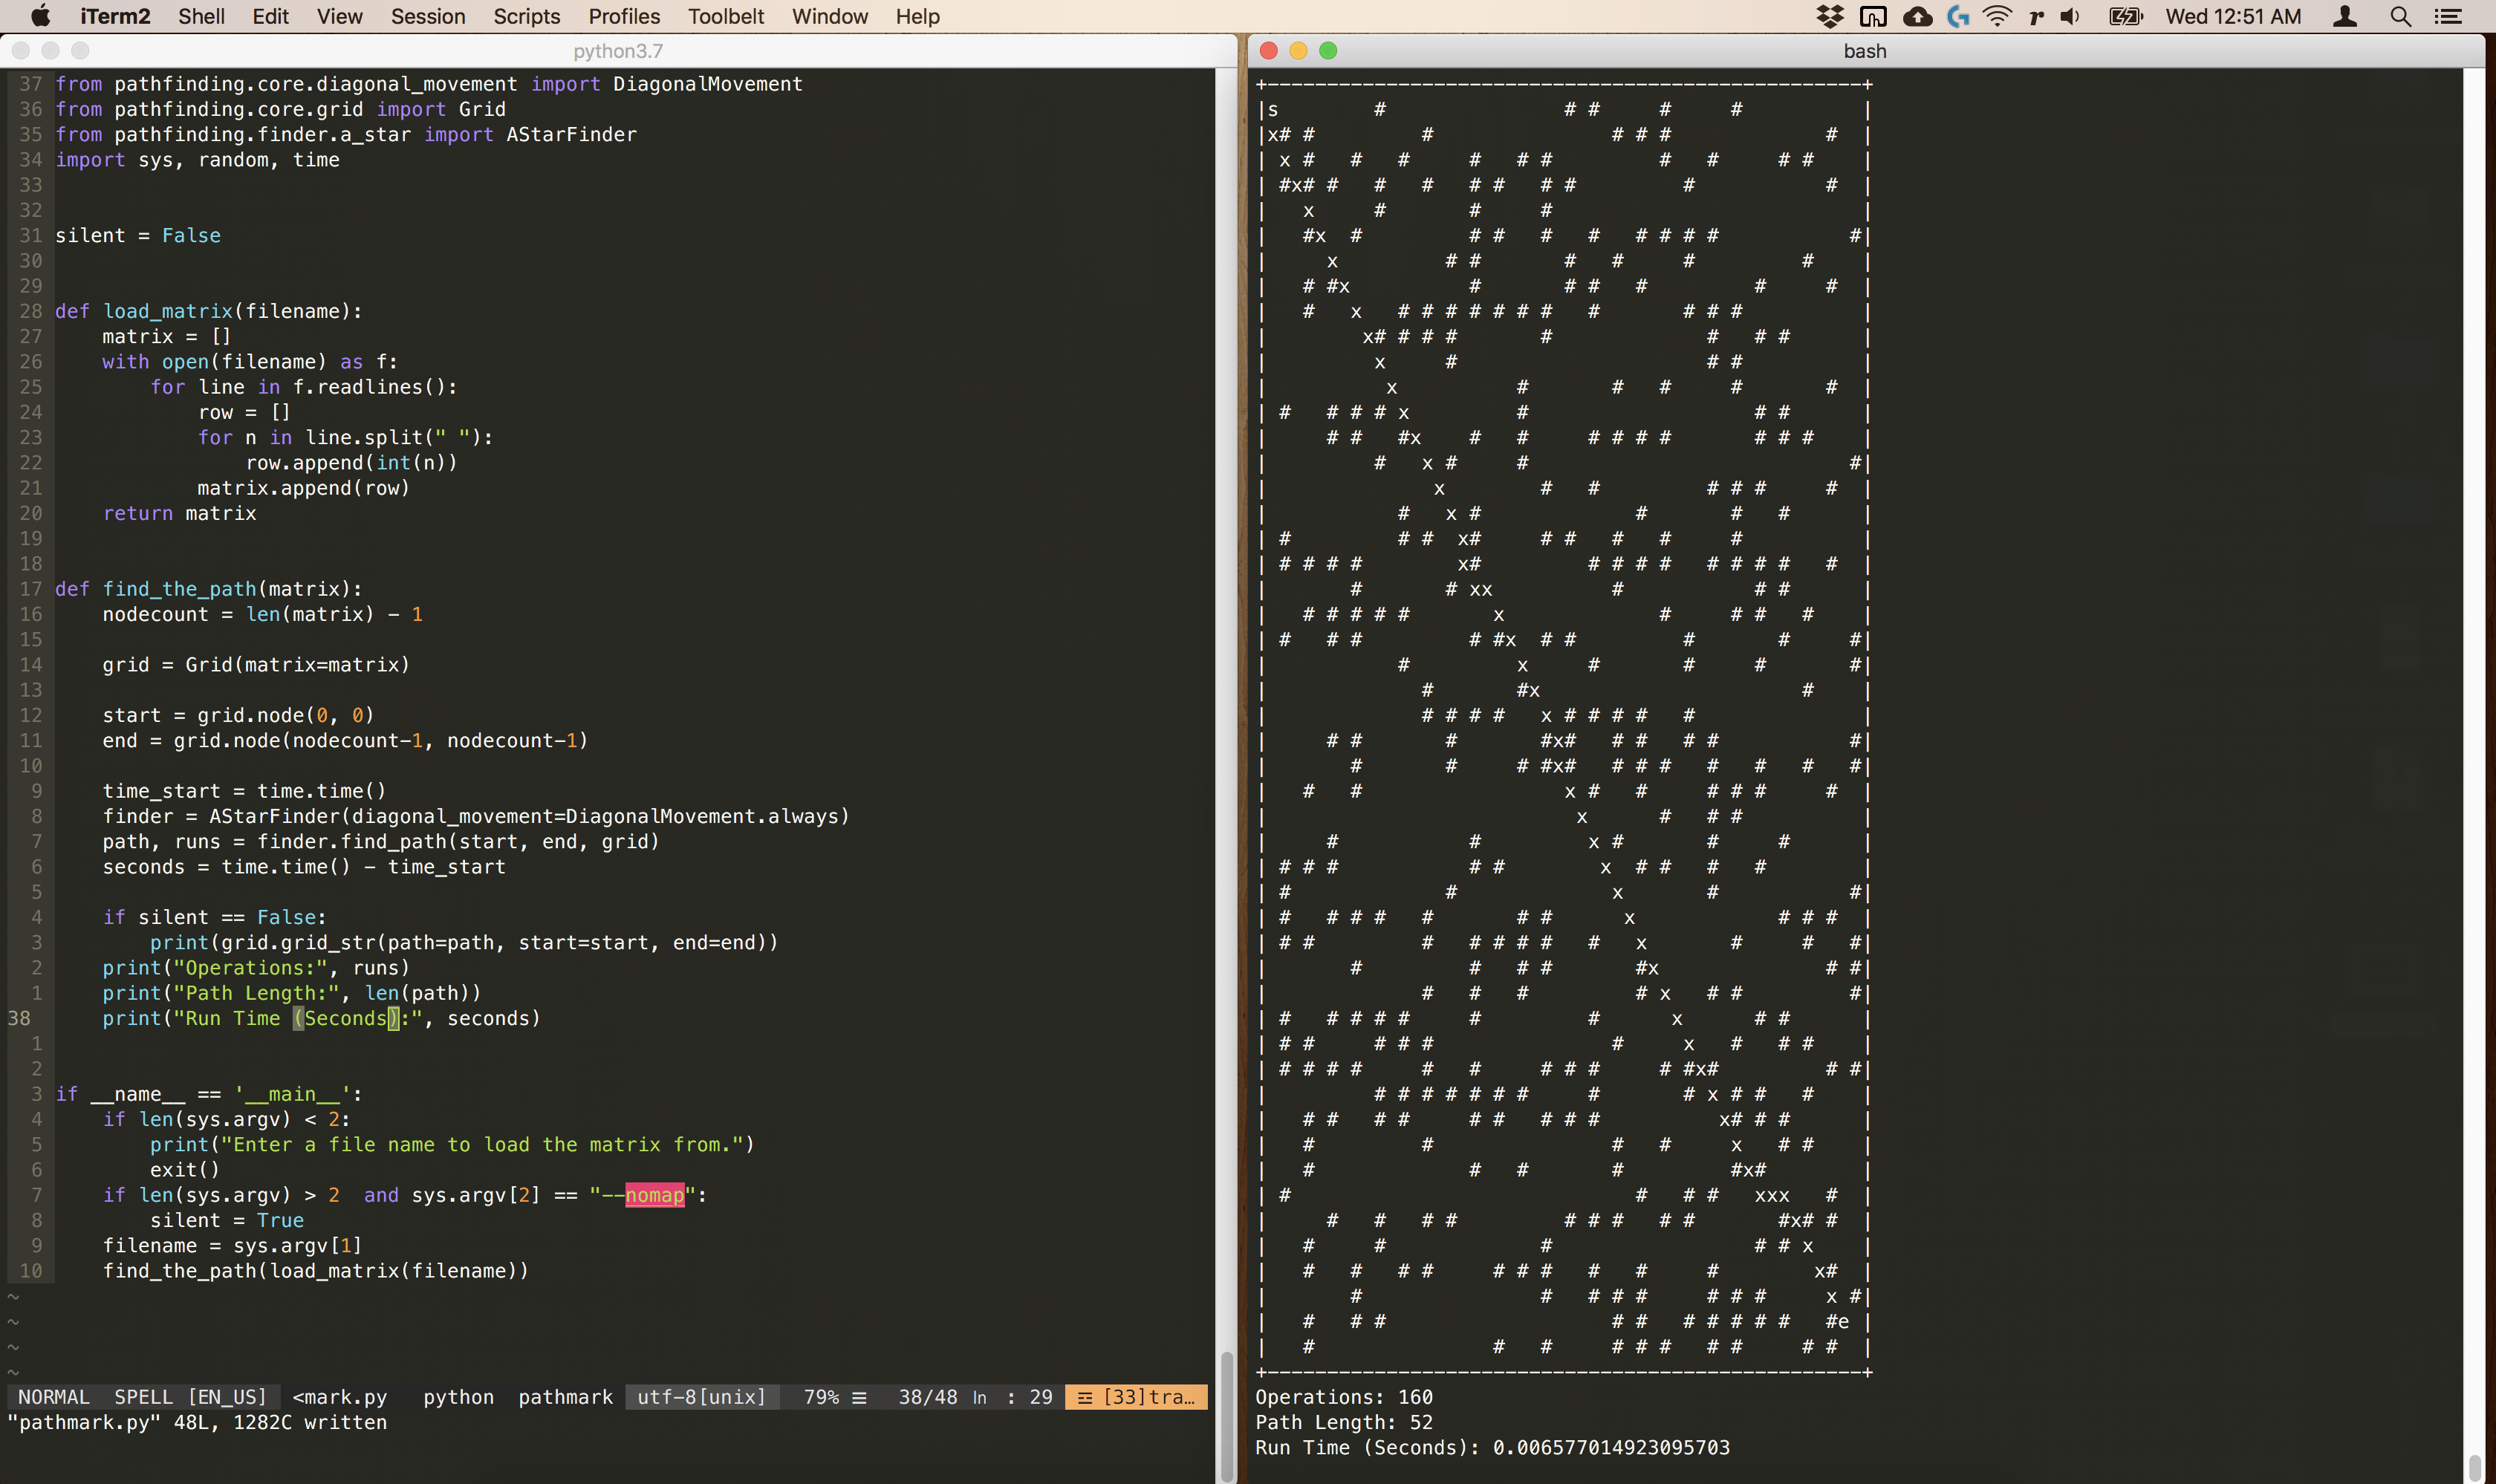 iTerm2 Shell Edit View Session Scripts Profiles Toolbelt Window Help Wed 12:51 AM
python3.7
37 from pathfinding.core.diagonal_movement import DiagonalMovement
36 from pathfinding.core.grid import Grid
35 from pathfinding.finder.a_star import AStarFinder
34 import sys, random, time
33
32
31 silent = False
30
29
28 def load_matrix(filename):
27     matrix = []
26     with open(filename) as f:
25         for line in f.readlines():
24             row = []
23             for n in line.split(" "):
22                 row.append(int(n))
21             matrix.append(row)
20     return matrix
19
18
17 def find_the_path(matrix):
16     nodecount = len(matrix) - 1
15
14     grid = Grid(matrix=matrix)
13
12     start = grid.node(0, 0)
11     end = grid.node(nodecount-1, nodecount-1)
10
9     time_start = time.time()
8     finder = AStarFinder(diagonal_movement=DiagonalMovement.always)
7     path, runs = finder.find_path(start, end, grid)
6     seconds = time.time() - time_start
5
4     if silent == False:
3         print(grid.grid_str(path=path, start=start, end=end))
2     print("Operations:", runs)
1     print("Path Length:", len(path))
38     print("Run Time (Seconds):", seconds)
1
2
3 if __name__ == '__main__':
4     if len(sys.argv) < 2:
5         print("Enter a file name to load the matrix from.")
6         exit()
7     if len(sys.argv) > 2  and sys.argv[2] == "--nomap":
8         silent = True
9     filename = sys.argv[1]
10     find_the_path(load_matrix(filename))
~
~
~
~
NORMAL SPELL [EN_US] <mark.py python pathmark utf-8[unix] 79% ☰ 38/48 ln : 29 [33]tra…
"pathmark.py" 48L, 1282C written
bash
Operations: 160
Path Length: 52
Run Time (Seconds): 0.006577014923095703